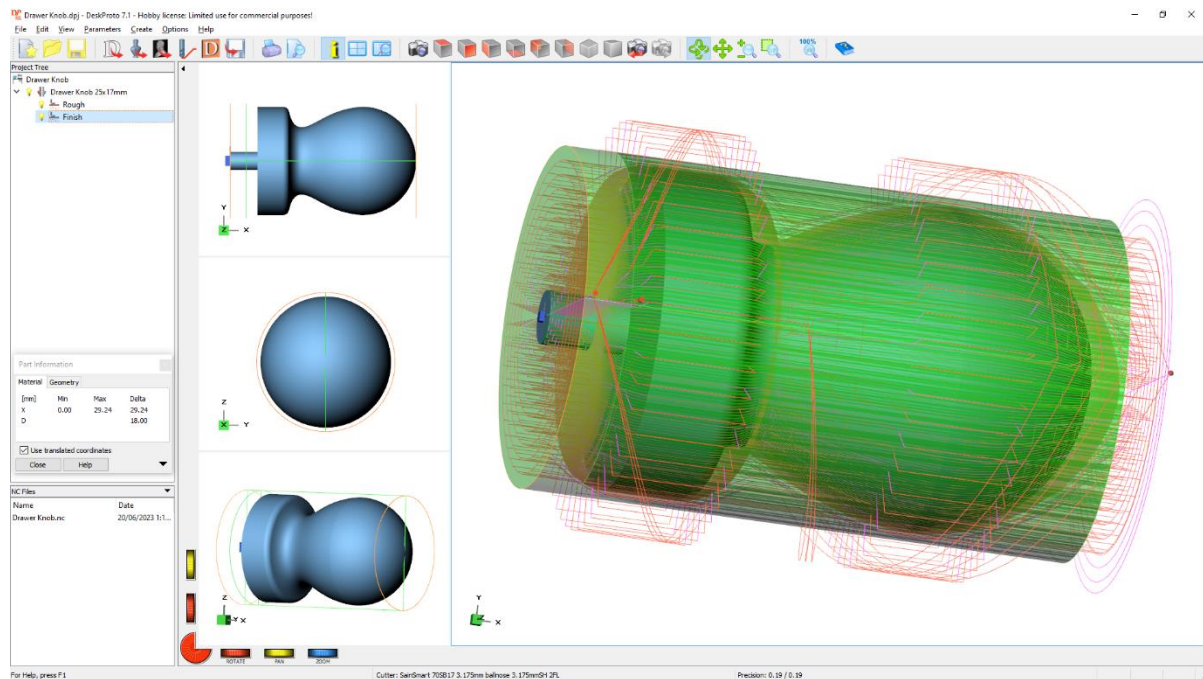 Drawer Knob.dpj - DeskProto 7.1 - Hobby license: Limited use for commercial purposes!
File Edit View Parameters Create Options Help
100%
Project Tree
Drawer Knob
Drawer Knob 25x17mm
Rough
Finish
Y
Z X
Z
X Y
Z
Y X
Y
Z X
Part Information
Material Geometry
[mm] Min Max Delta
X 0.00 29.24 29.24
D 18.00
Use translated coordinates
Close Help
NC Files
Name Date
Drawer Knob.nc 20/06/2023 1:1...
ROTATE PAN ZOOM
For Help, press F1
Cutter: SainSmart 70SB17 3.175mm ballnose 3.175mmSH 2FL
Precision: 0.19 / 0.19